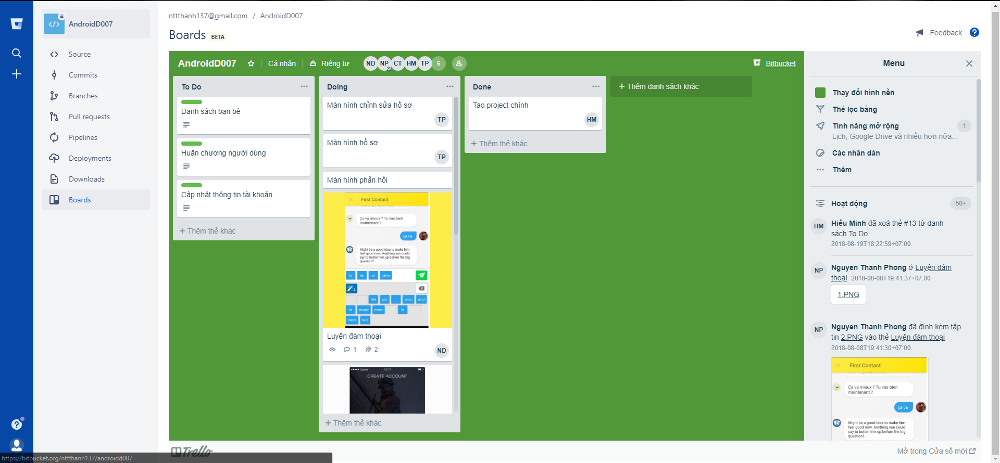 AndroidD007
Source
Commits
Branches
Pull requests
Pipelines
Deployments
Downloads
Boards
https://bitbucket.org/nttthanh137/androidd007
nttthanh137@gmail.com / AndroidD007
Boards BETA
Feedback
AndroidD007
Cá nhân
Riêng tư
ND NP CT HM TP 5
Bitbucket
To Do
Danh sách bạn bè
Huân chương người dùng
Cập nhật thông tin tài khoản
+ Thêm thẻ khác
Doing
Màn hình chỉnh sửa hồ sơ
TP
Màn hình hồ sơ
TP
Màn hình phản hồi
First Contact
Ça va mieux ? Tu vas bien
maintenant ?
ça va
Might be a good idea to make him
feel good now. Anything you could
say to butter him up before the big
question?
tu es un génie
2
télé juin . avion nord
là mourir merci ils
mètre livre
Luyện đàm thoại
1 2
ND
Carrier
CREATE ACCOUNT
+ Thêm thẻ khác
Done
Tao project chính
HM
+ Thêm thẻ khác
+ Thêm danh sách khác
Menu
Thay đổi hình nền
Thẻ lọc bảng
Tính năng mở rộng
1
Lịch, Google Drive và nhiều hơn nữa...
Các nhãn dán
Thêm
Hoạt động
50+
HM
Hiếu Minh đã xoá thẻ #13 từ danh
sách To Do
2018-08-19T18:22:59+07:00
NP
Nguyen Thanh Phong ở Luyện đàm
thoại 2018-08-08T19:41:37+07:00
1.PNG
NP
Nguyen Thanh Phong đã đính kèm tập
tin 2.PNG vào thẻ Luyện đàm thoại
2018-08-08T19:41:30+07:00
First Contact
Ça va mieux ? Tu vas bien
maintenant ?
ça va
Might be a good idea to make him
feel good now. Anything you could
say to butter him up before the big
question?
Trello
Mở trong Cửa sổ mới